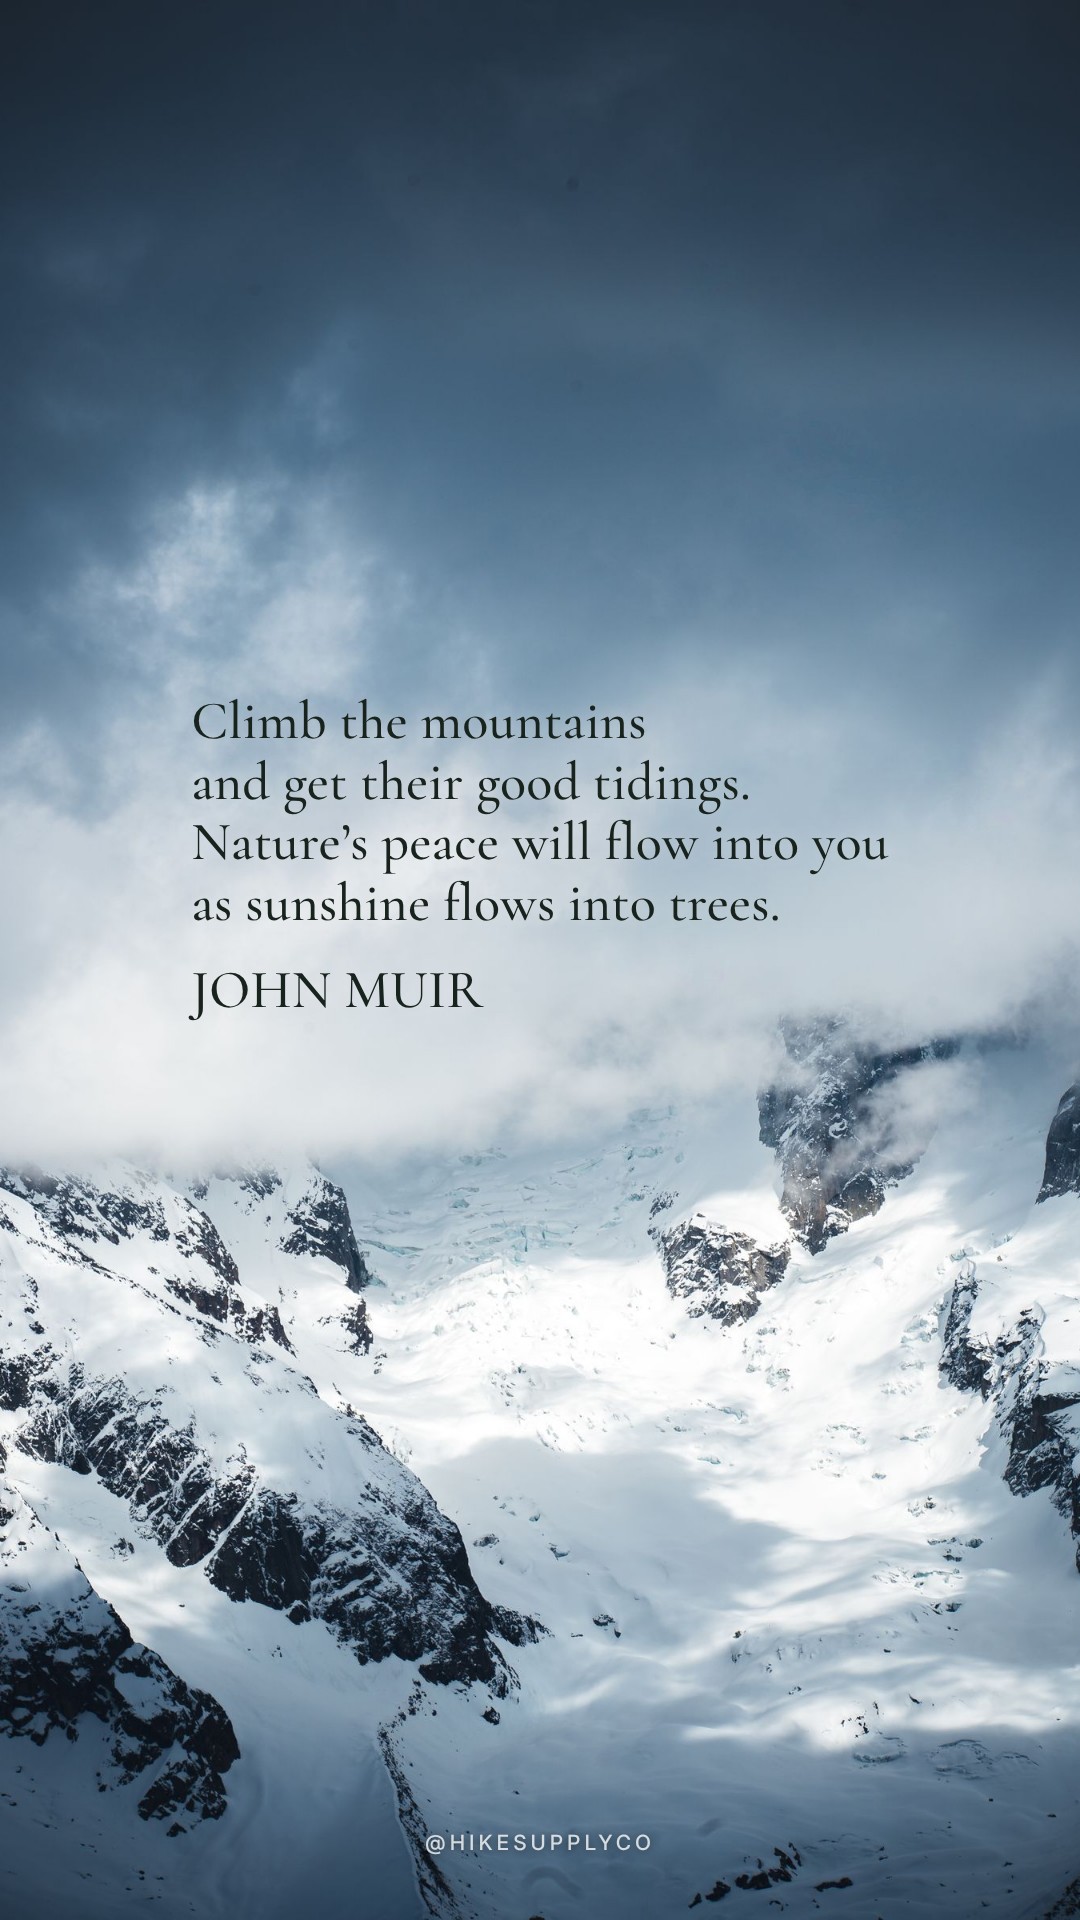 Climb the mountains
and get their good tidings.
Nature’s peace will flow into you
as sunshine flows into trees.
JOHN MUIR
@HIKESUPPLYCO